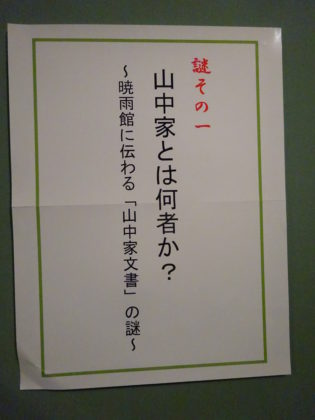 謎その一
山中家とは何者か？
～暁雨館に伝わる「山中家文書」の謎～